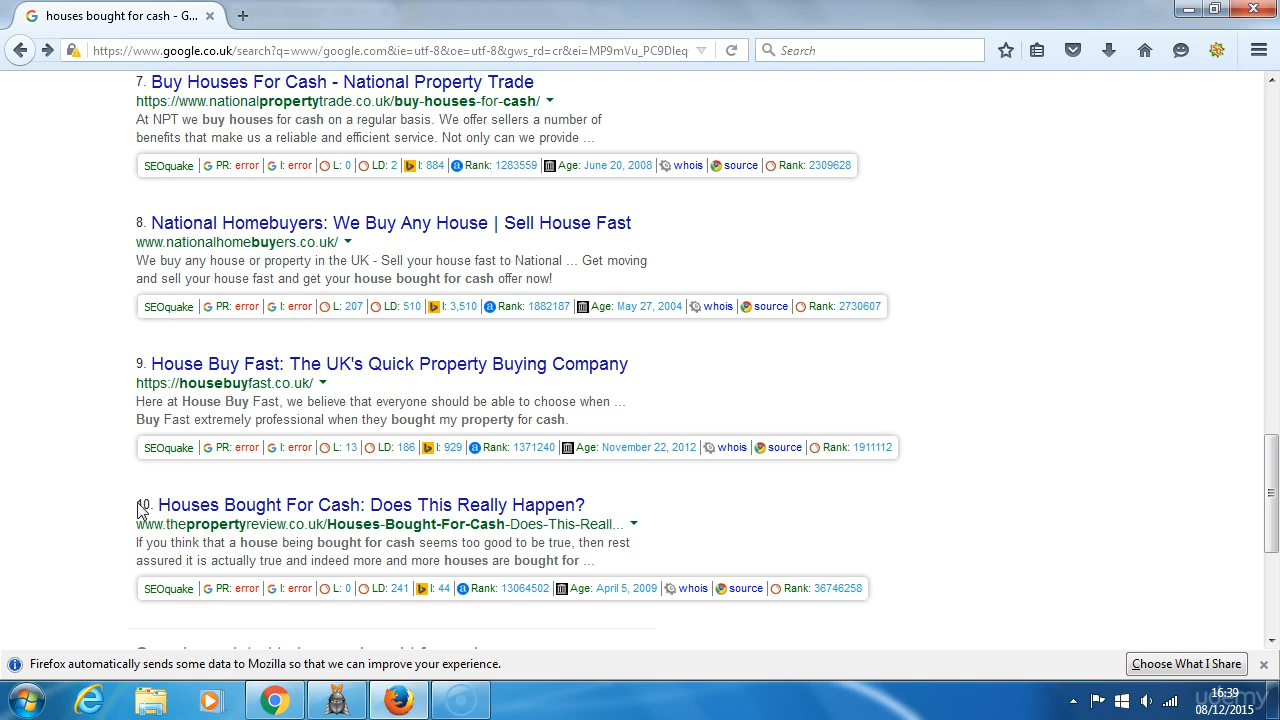 houses bought for cash - G...
https://www.google.co.uk/search?q=www/google.com&ie=utf-8&oe=utf-8&gws_rd=cr&ei=MP9mVu_PC9Dleq
Search
7. Buy Houses For Cash - National Property Trade
https://www.nationalpropertytrade.co.uk/buy-houses-for-cash/
At NPT we buy houses for cash on a regular basis. We offer sellers a number of
benefits that make us a reliable and efficient service. Not only can we provide ...
SEOquake PR: error I: error L: 0 LD: 2 I: 884 Rank: 1283559 Age: June 20, 2008 whois source Rank: 2309628
8. National Homebuyers: We Buy Any House | Sell House Fast
www.nationalhomebuyers.co.uk/
We buy any house or property in the UK - Sell your house fast to National ... Get moving
and sell your house fast and get your house bought for cash offer now!
SEOquake PR: error I: error L: 207 LD: 510 I: 3,510 Rank: 1882187 Age: May 27, 2004 whois source Rank: 2730607
9. House Buy Fast: The UK's Quick Property Buying Company
https://housebuyfast.co.uk/
Here at House Buy Fast, we believe that everyone should be able to choose when ...
Buy Fast extremely professional when they bought my property for cash.
SEOquake PR: error I: error L: 13 LD: 186 I: 929 Rank: 1371240 Age: November 22, 2012 whois source Rank: 1911112
10. Houses Bought For Cash: Does This Really Happen?
www.thepropertyreview.co.uk/Houses-Bought-For-Cash-Does-This-Reall...
If you think that a house being bought for cash seems too good to be true, then rest
assured it is actually true and indeed more and more houses are bought for ...
SEOquake PR: error I: error L: 0 LD: 241 I: 44 Rank: 13064502 Age: April 5, 2009 whois source Rank: 36746258
Firefox automatically sends some data to Mozilla so that we can improve your experience.
Choose What I Share
16:39
08/12/2015
udemy